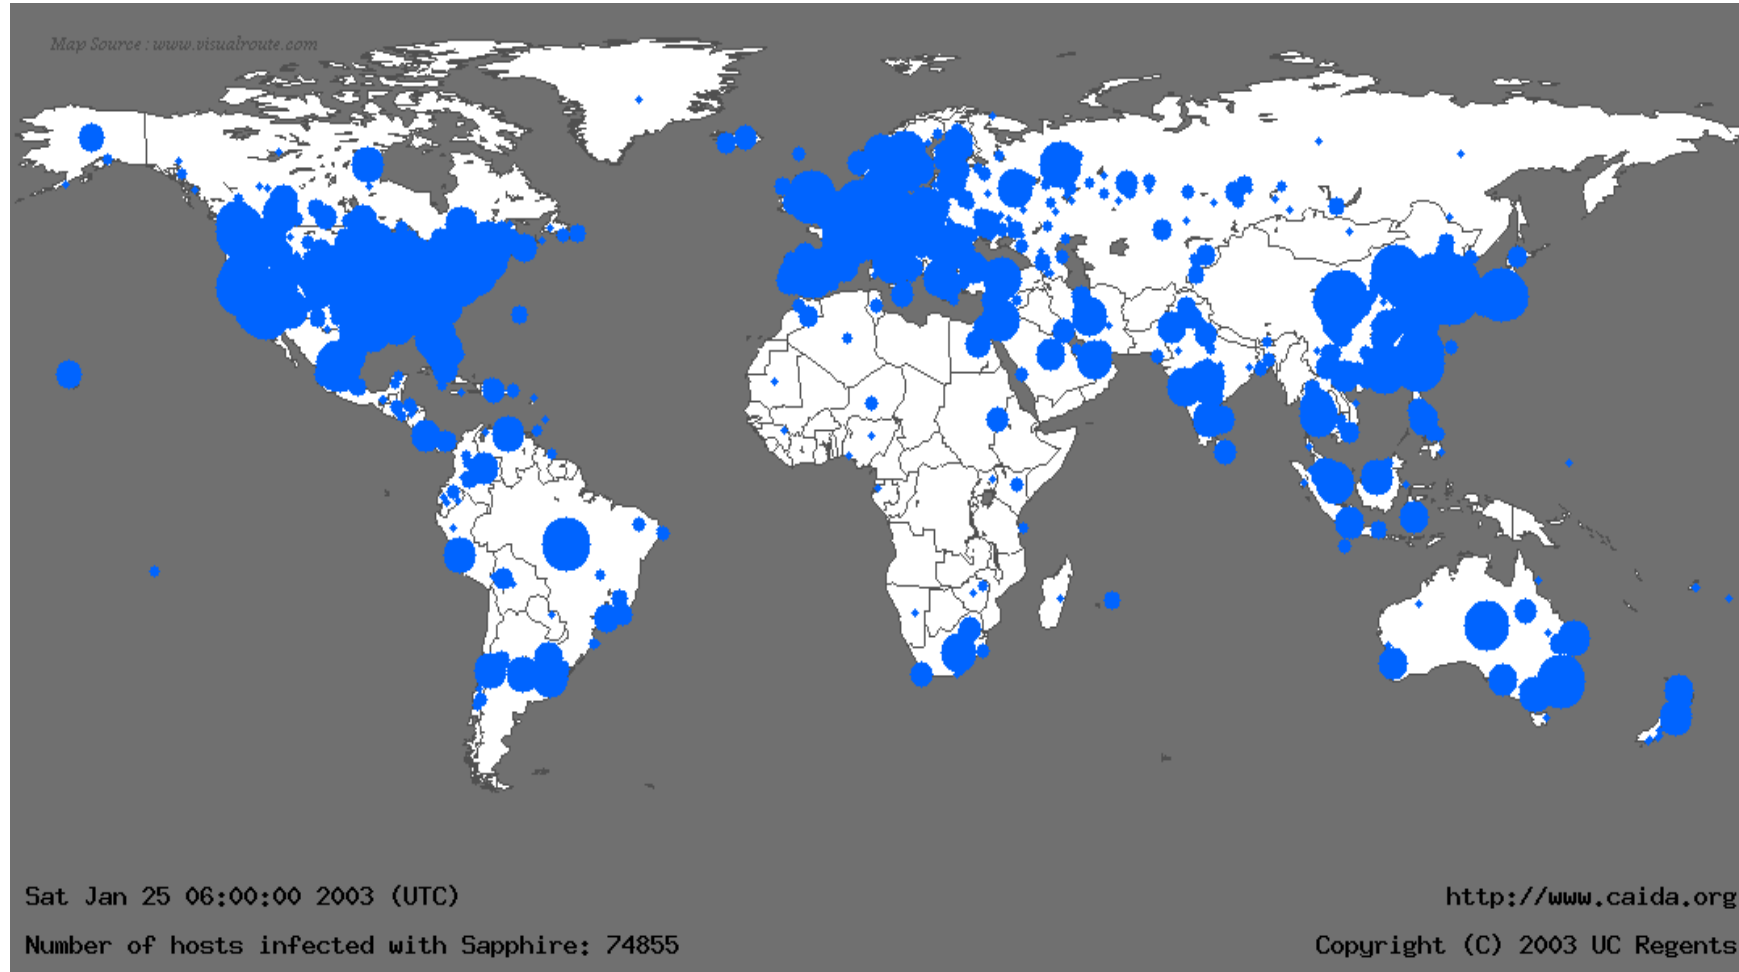 Map Source : www.visualroute.com
Sat Jan 25 06:00:00 2003 (UTC)
http://www.caida.org
Number of hosts infected with Sapphire: 74855
Copyright (C) 2003 UC Regents